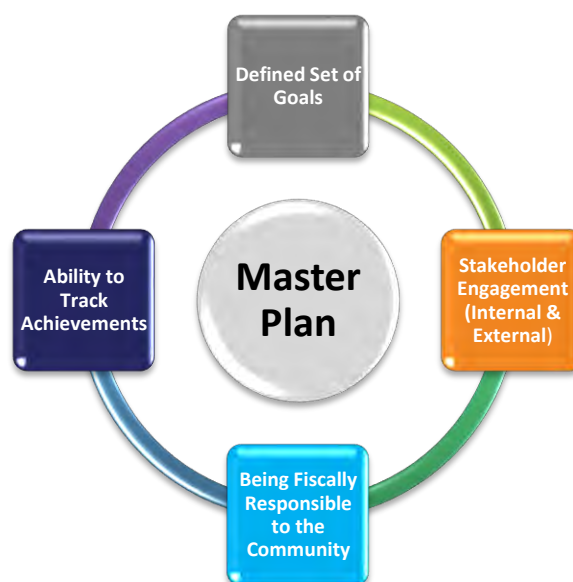 Defined Set of
Goals
Stakeholder
Engagement
(Internal &
External)
Being Fiscally
Responsible
to the
Community
Ability to
Track
Achievements
Master
Plan